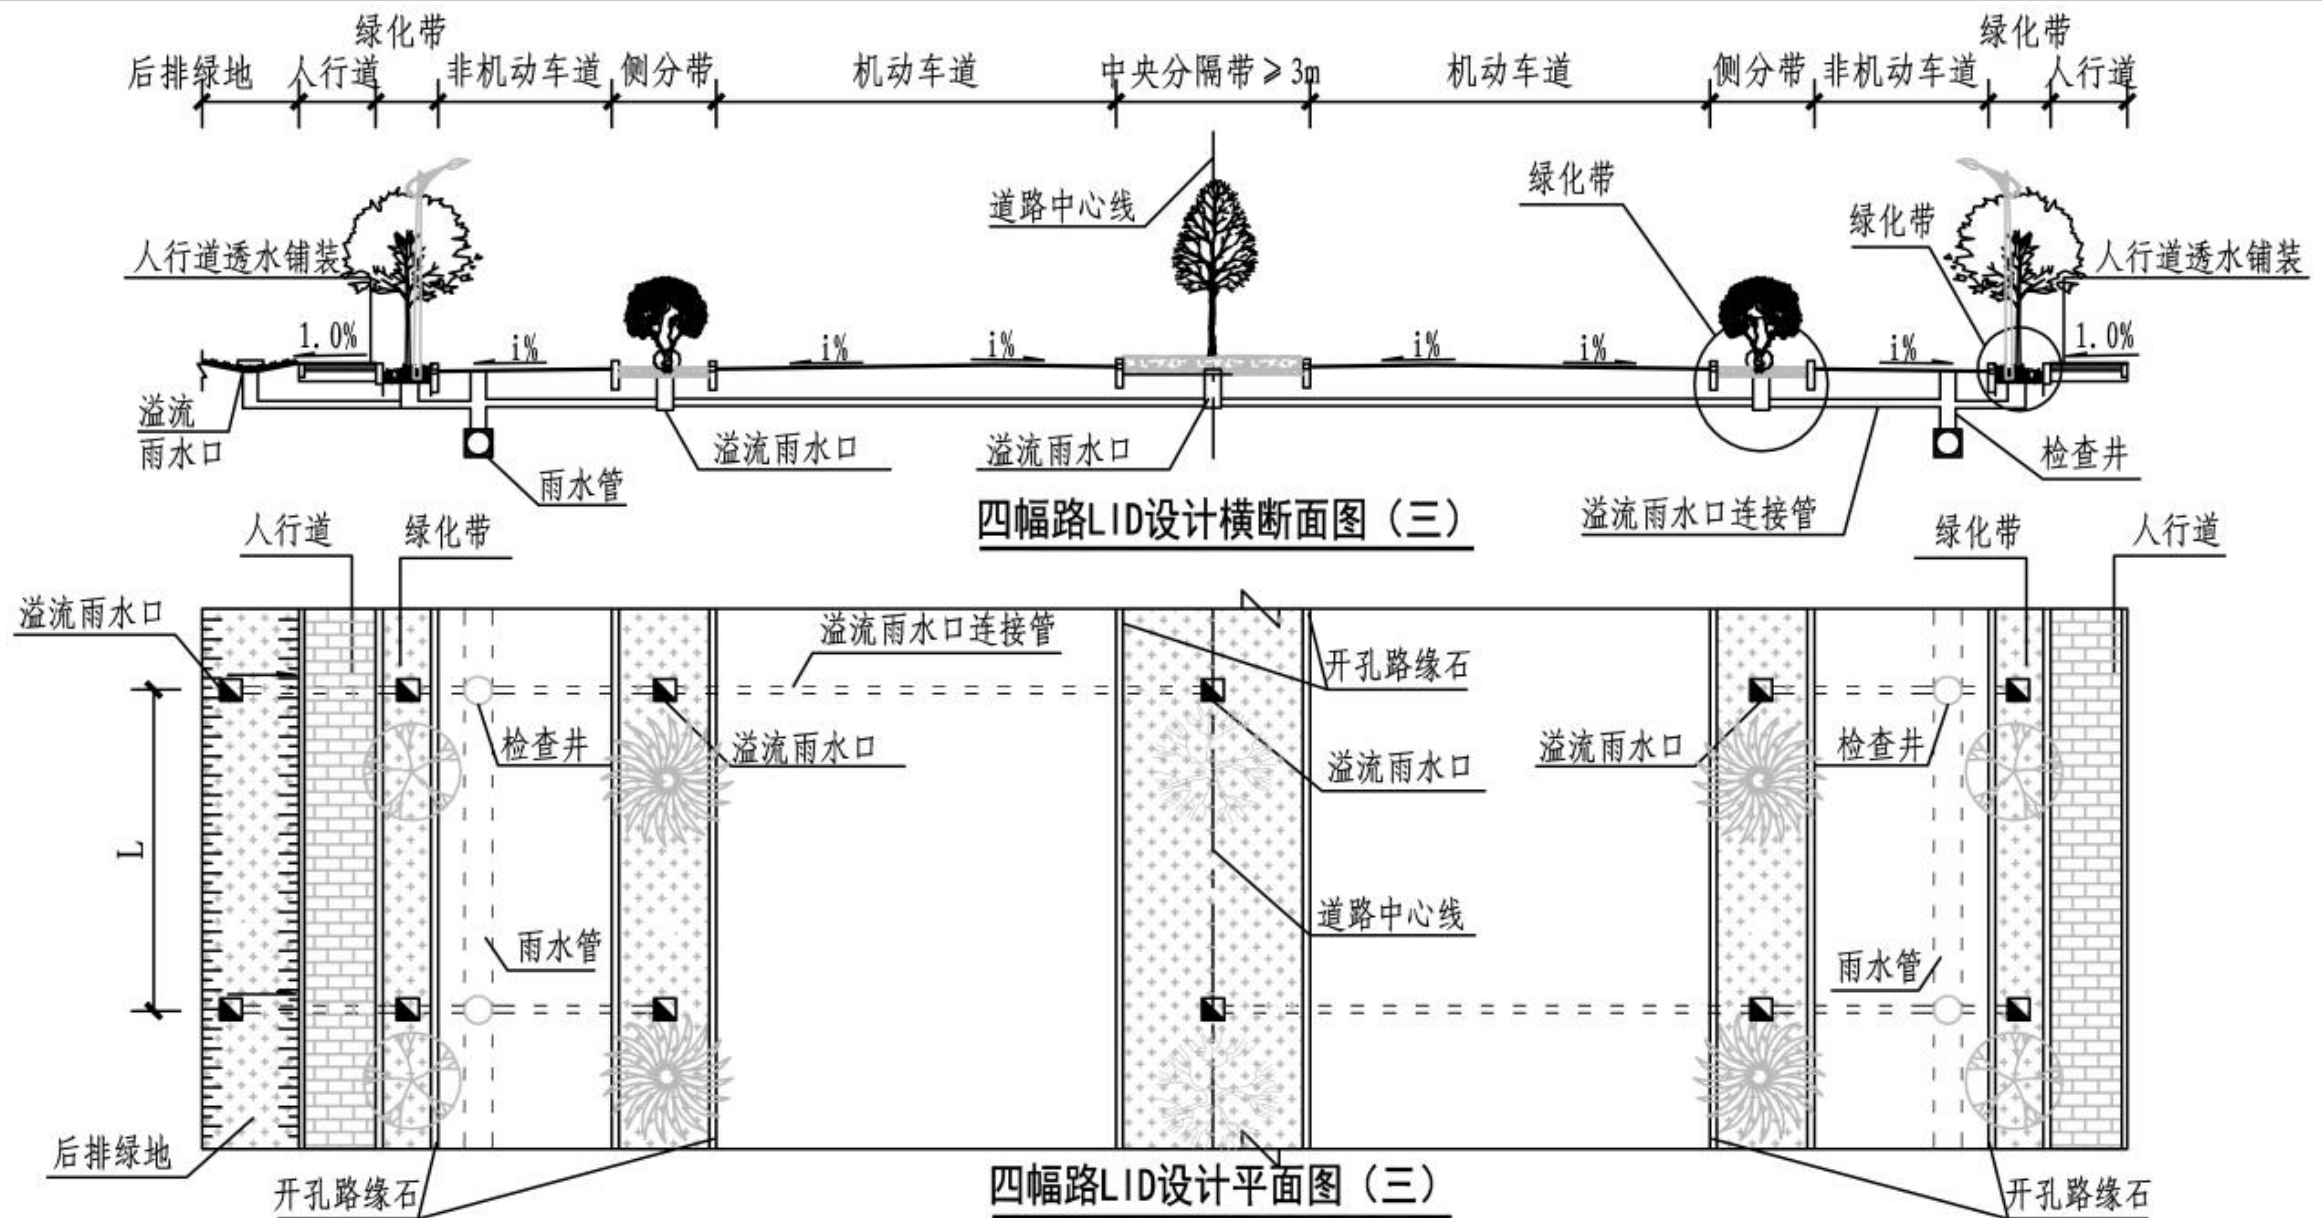 绿化带
绿化带
后排绿地
人行道
非机动车道
侧分带
机动车道
中央分隔带≥3m
机动车道
侧分带
非机动车道
人行道
绿化带
道路中心线
绿化带
人行道透水铺装
人行道透水铺装
1.0%
i%
i%
i%
i%
i%
i%
1.0%
溢流
雨水口
溢流雨水口
溢流雨水口
检查井
雨水管
四幅路LID设计横断面图（三）
溢流雨水口连接管
人行道
绿化带
绿化带
人行道
溢流雨水口
溢流雨水口连接管
开孔路缘石
检查井
溢流雨水口
溢流雨水口
溢流雨水口
检查井
L
道路中心线
雨水管
雨水管
后排绿地
开孔路缘石
四幅路LID设计平面图（三）
开孔路缘石